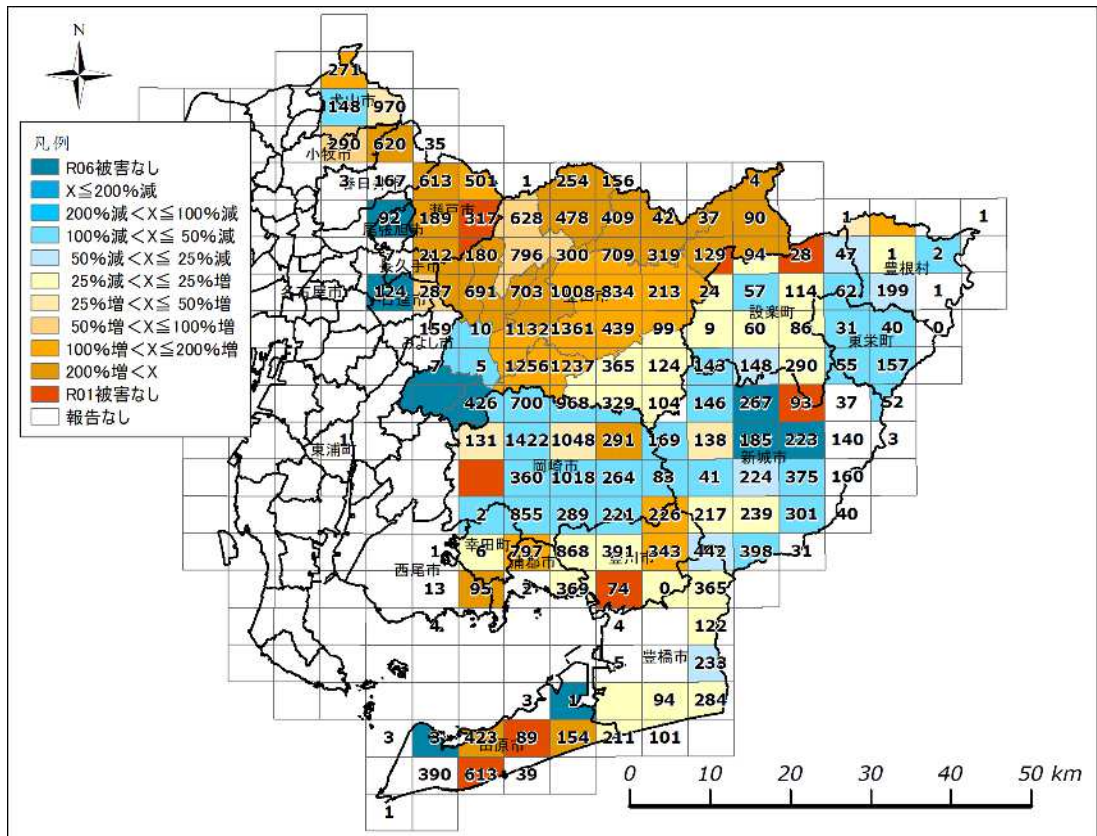 N
271
148 970
犬山市
290 620 35
小牧市
3 167 613 501 1 254 156 4
92 189 317 628 478 409 42 37 90 1 1
瀬戸市
尾張旭市
7 212 180 796 300 709 319 129 94 28 47 1 2
長久手市
豊根村
124 287 691 703 1008 834 213 24 57 114 62 199 1
名古屋市
設楽町
159 10 1132 1361 439 99 9 60 86 31 40 0
みよし市
東栄町
7 5 1256 1237 365 124 143 148 290 55 157
426 700 968 329 104 146 267 93 37 52
1 131 1422 1048 291 169 138 185 223 140 3
東浦町
岡崎市
新城市
360 1018 264 83 41 224 375 160
2 855 289 221 226 217 239 301 40
幸田町
1 6 797 868 391 343 442 398 31
蒲郡市
豊川市
西尾市
13 95 2 369 74 0 365
4 4 122
豊橋市
5 233
3 1 94 284
3 3 423 89 154 211 101
田原市
390 613 39
1
凡例
R06被害なし
X≦200%減
200%減<X≦100%減
100%減<X≦ 50%減
50%減<X≦ 25%減
25%減<X≦ 25%増
25%増<X≦ 50%増
50%増<X≦100%増
100%増<X≦200%増
200%増<X
R01被害なし
報告なし
0 10 20 30 40 50 km